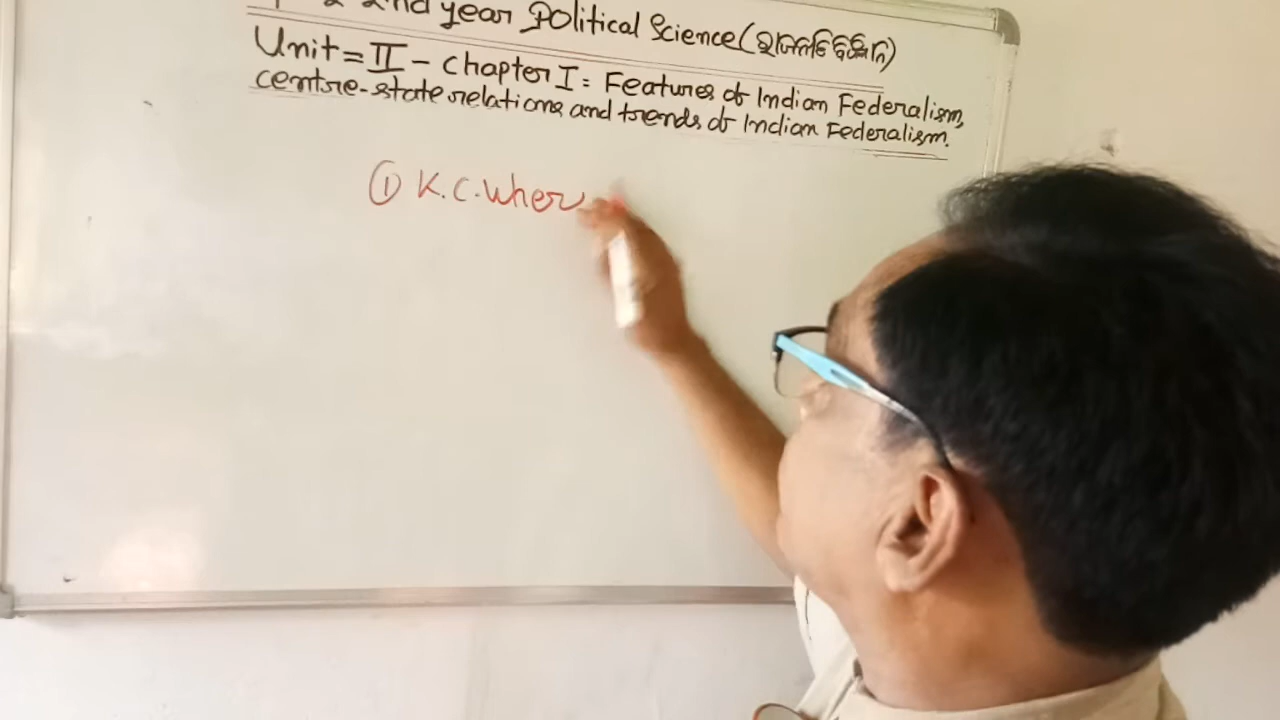 2nd year Political Science (ରାଜନୀତି ବିଜ୍ଞାନ)
Unit = II - chapter I : Features of Indian Federalism,
centre-state relations and trends of Indian Federalism.
① K.C. Wher